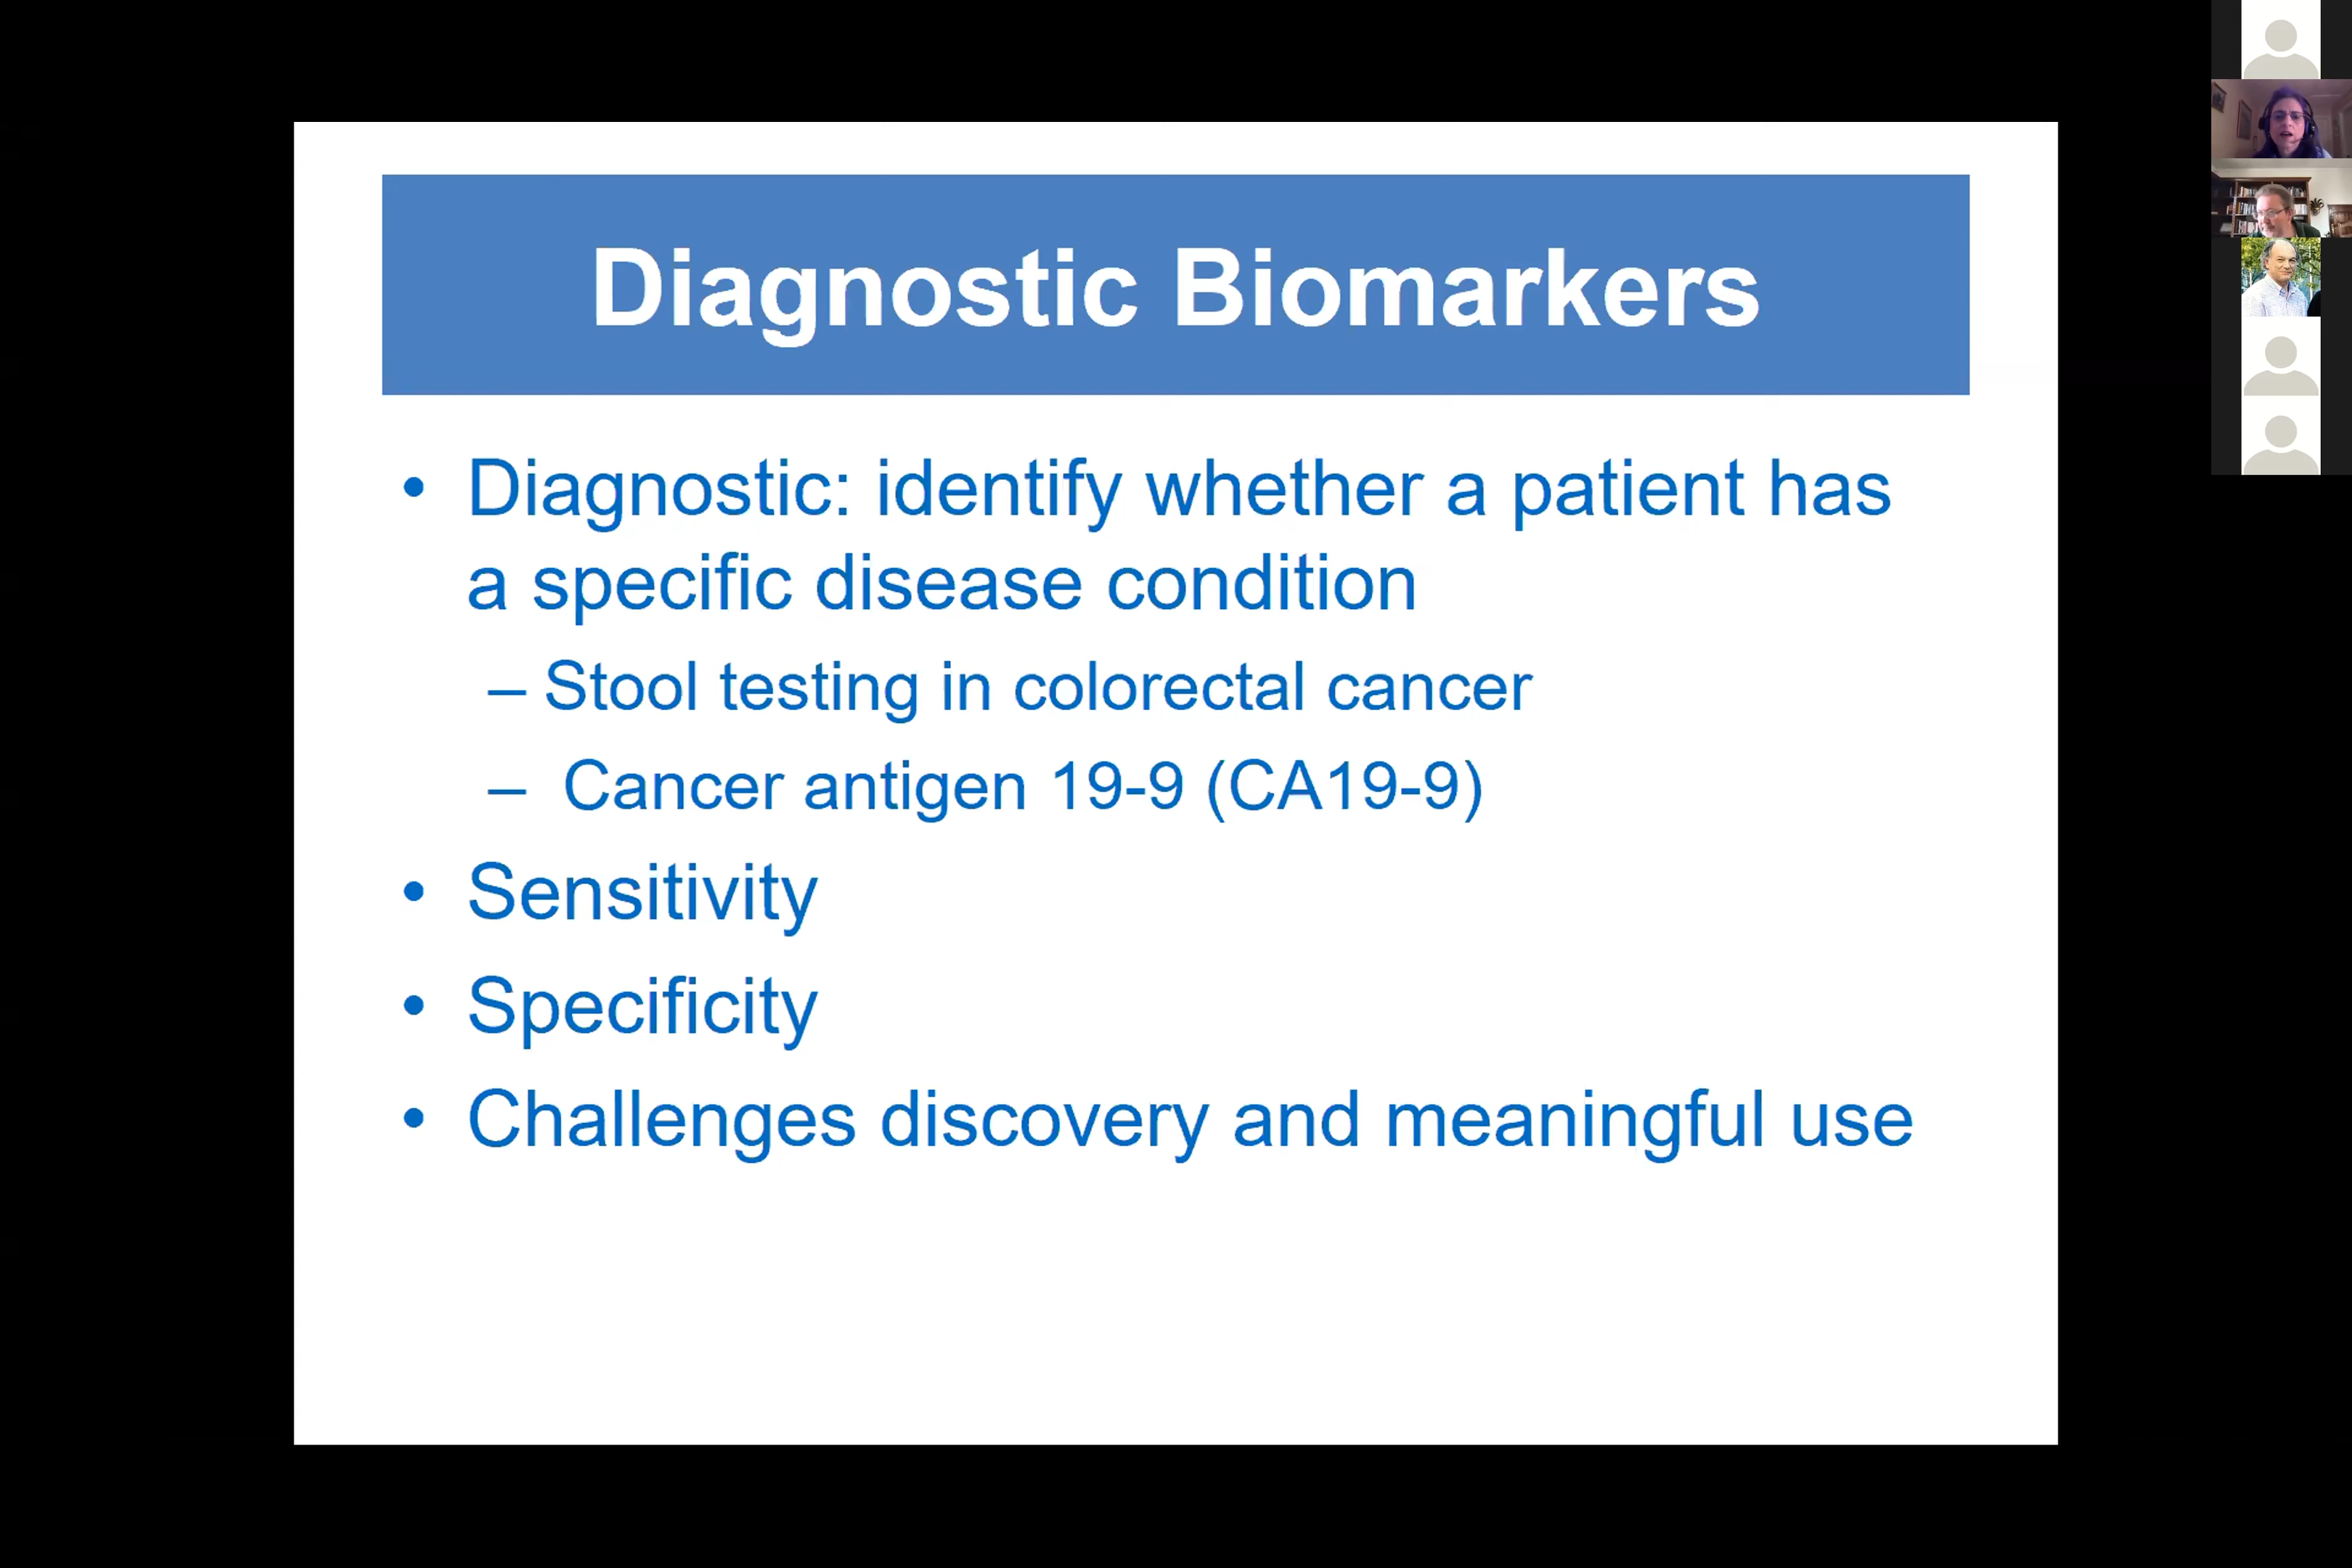 Diagnostic Biomarkers
• Diagnostic: identify whether a patient has
a specific disease condition
– Stool testing in colorectal cancer
– Cancer antigen 19-9 (CA19-9)
• Sensitivity
• Specificity
• Challenges discovery and meaningful use